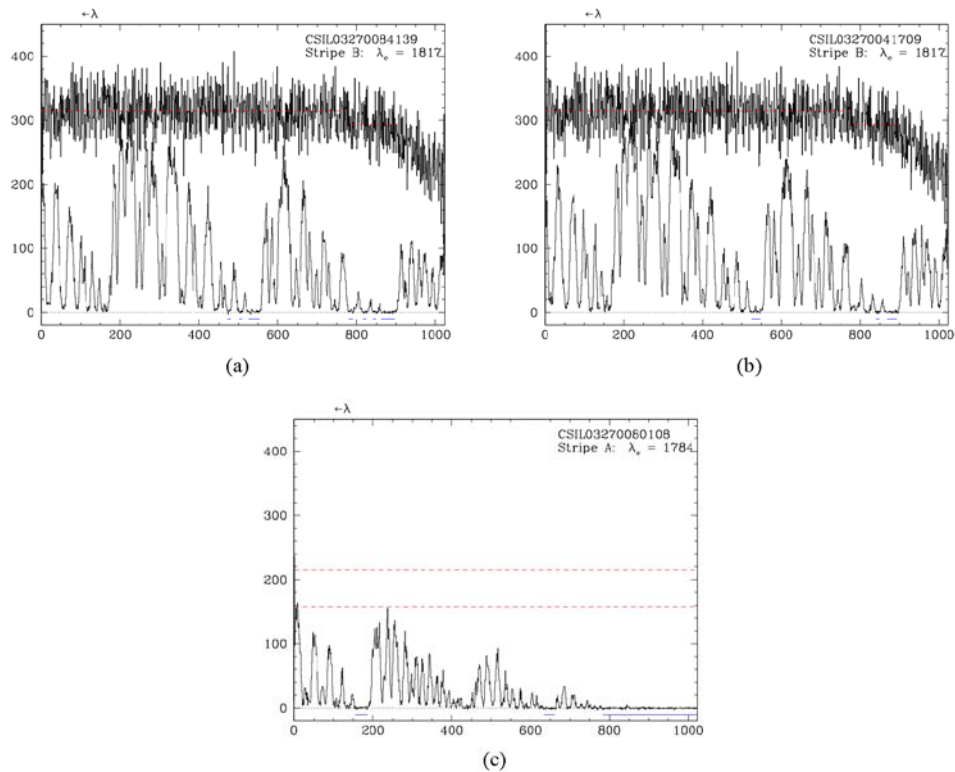 ←λ
←λ
CSIL03270084139
Stripe B: λe = 1817
CSIL03270041709
Stripe B: λe = 1817
400
300
200
100
0
400
300
200
100
0
0 200 400 600 800 1000
0 200 400 600 800 1000
(a)
(b)
←λ
CSIL03270080108
Stripe A: λe = 1784
400
300
200
100
0
0 200 400 600 800 1000
(c)